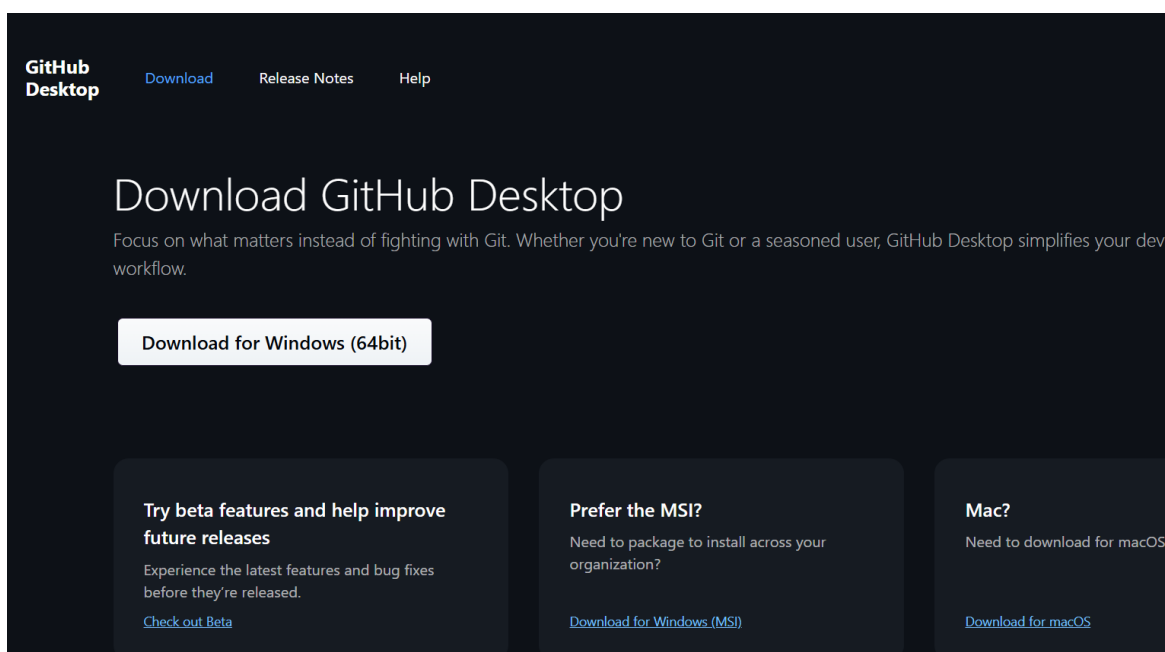 GitHub
Desktop
Download
Release Notes
Help
Download GitHub Desktop
Focus on what matters instead of fighting with Git. Whether you're new to Git or a seasoned user, GitHub Desktop simplifies your dev
workflow.
Download for Windows (64bit)
Try beta features and help improve
future releases
Experience the latest features and bug fixes
before they’re released.
Check out Beta
Prefer the MSI?
Need to package to install across your
organization?
Download for Windows (MSI)
Mac?
Need to download for macOS
Download for macOS